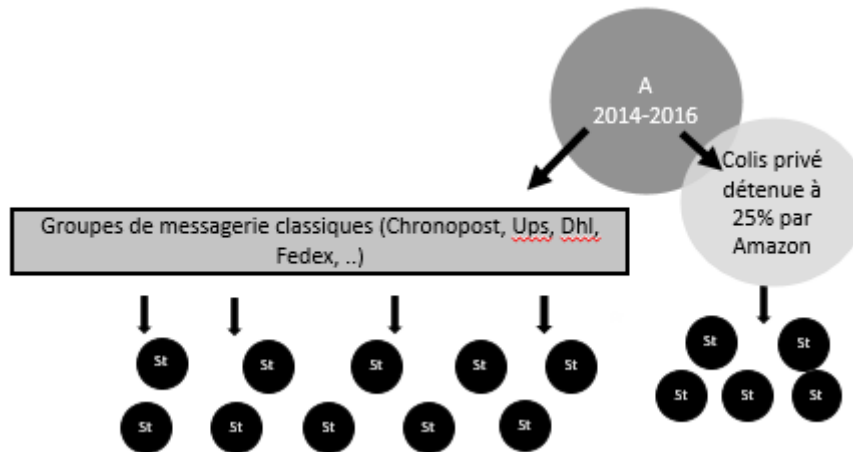 A
2014-2016
Colis privé
détenue à
25% par
Amazon
Groupes de messagerie classiques (Chronopost, Ups, Dhl,
Fedex, ..)
St St St St St
St St St St St
St St
St St St